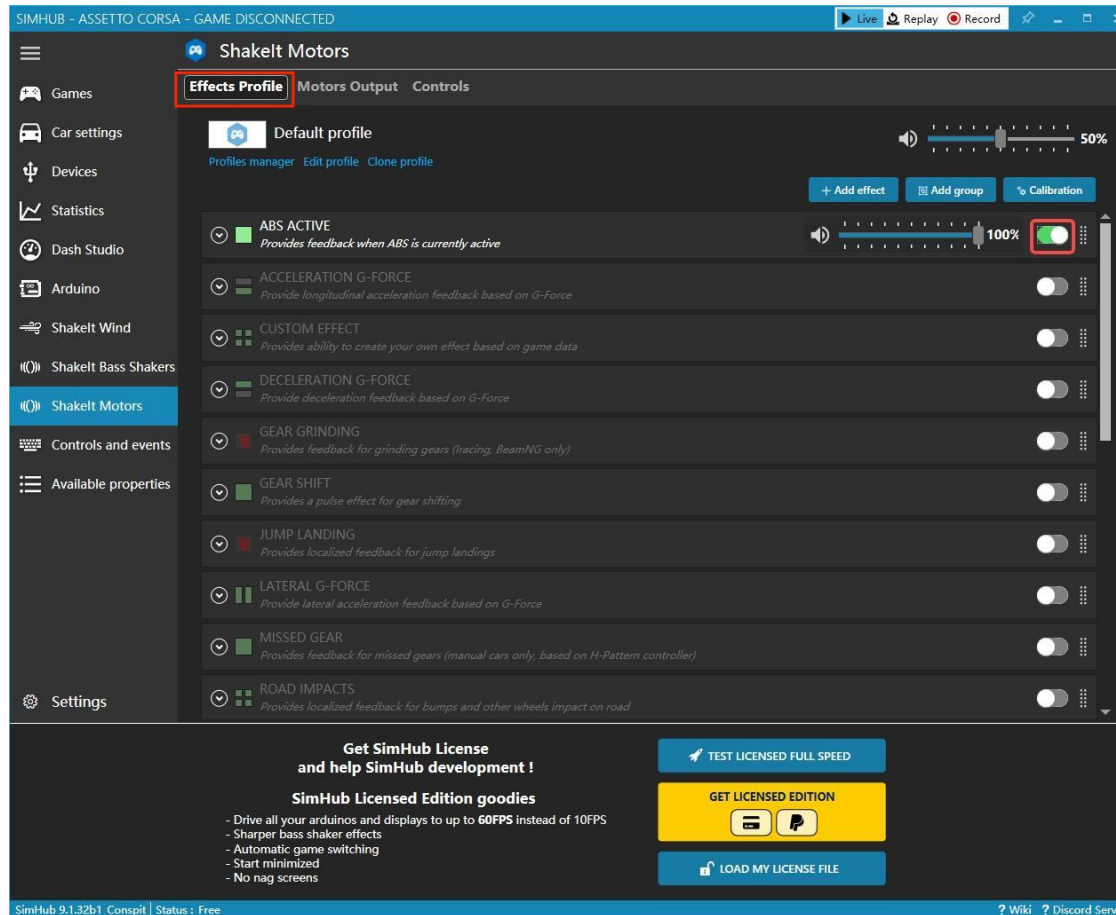 SIMHUB - ASSETTO CORSA - GAME DISCONNECTED
Live Replay Record
ShakeIt Motors
Games
Car settings
Devices
Statistics
Dash Studio
Arduino
ShakeIt Wind
ShakeIt Bass Shakers
ShakeIt Motors
Controls and events
Available properties
Settings
Effects Profile Motors Output Controls
Default profile
50%
Profiles manager Edit profile Clone profile
+ Add effect Add group Calibration
ABS ACTIVE
Provides feedback when ABS is currently active
100%
ACCELERATION G-FORCE
Provide longitudinal acceleration feedback based on G-Force
CUSTOM EFFECT
Provides ability to create your own effect based on game data
DECELERATION G-FORCE
Provide deceleration feedback based on G-Force
GEAR GRINDING
Provides feedback for grinding gears (Iracing, BeamNG only)
GEAR SHIFT
Provides a pulse effect for gear shifting
JUMP LANDING
Provides localized feedback for jump landings
LATERAL G-FORCE
Provide lateral acceleration feedback based on G-Force
MISSED GEAR
Provides feedback for missed gears (manual cars only, based on H-Pattern controller)
ROAD IMPACTS
Provides localized feedback for bumps and other wheels impact on road
Get SimHub License
and help SimHub development !
SimHub Licensed Edition goodies
- Drive all your arduinos and displays to up to 60FPS instead of 10FPS
- Sharper bass shaker effects
- Automatic game switching
- Start minimized
- No nag screens
TEST LICENSED FULL SPEED
GET LICENSED EDITION
LOAD MY LICENSE FILE
SimHub 9.1.32b1 Conspit Status : Free
? Wiki ? Discord Serv